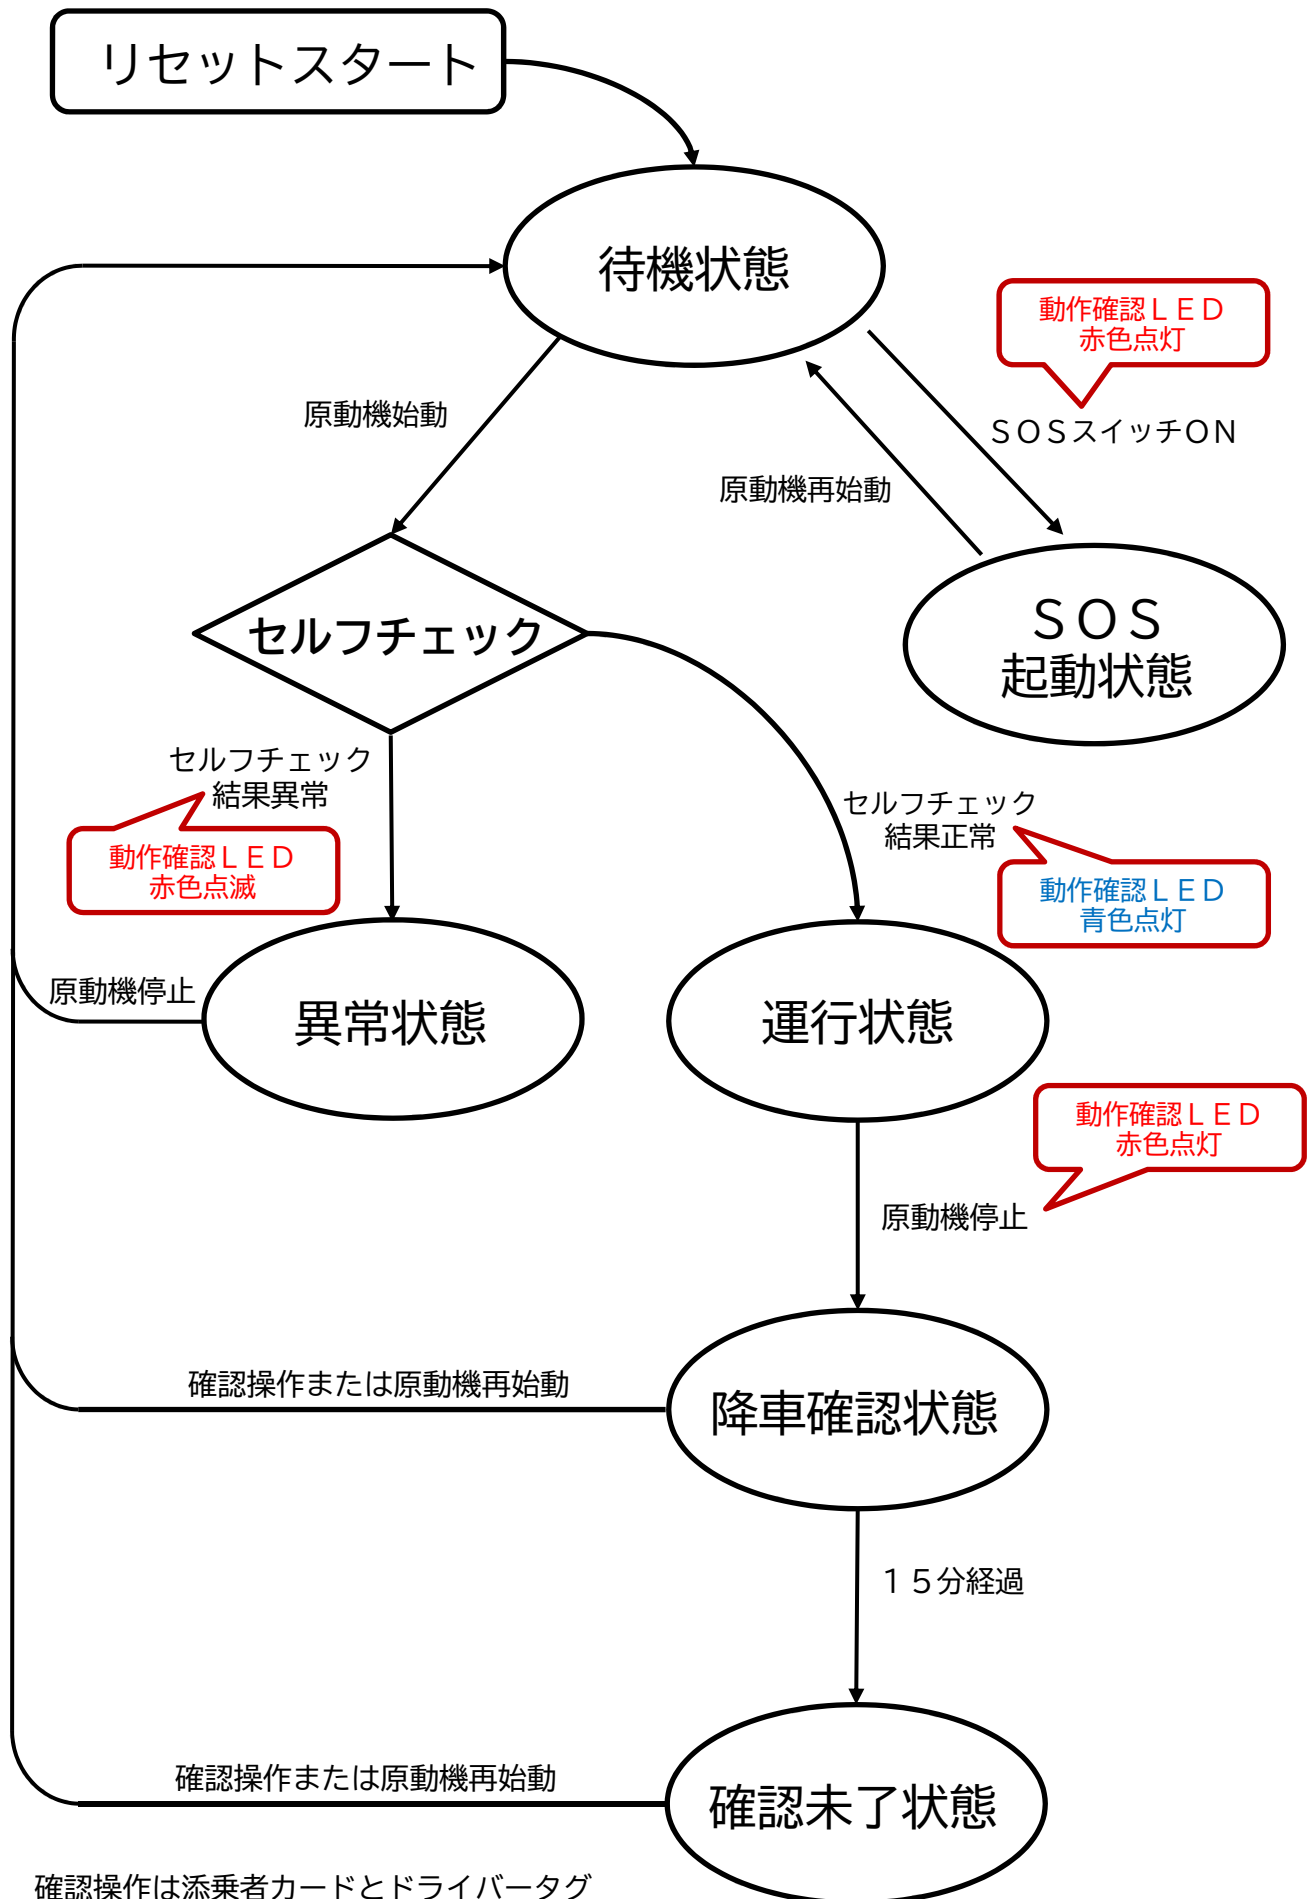 リセットスタート
待機状態
動作確認ＬＥＤ
赤色点灯
原動機始動
ＳＯＳスイッチＯＮ
原動機再始動
セルフチェック
ＳＯＳ
起動状態
セルフチェック
結果異常
動作確認ＬＥＤ
赤色点滅
セルフチェック
結果正常
動作確認ＬＥＤ
青色点灯
原動機停止
異常状態
運行状態
動作確認ＬＥＤ
赤色点灯
原動機停止
確認操作または原動機再始動
降車確認状態
１５分経過
確認操作または原動機再始動
確認未了状態
確認操作は添乗者カードとドライバータグ